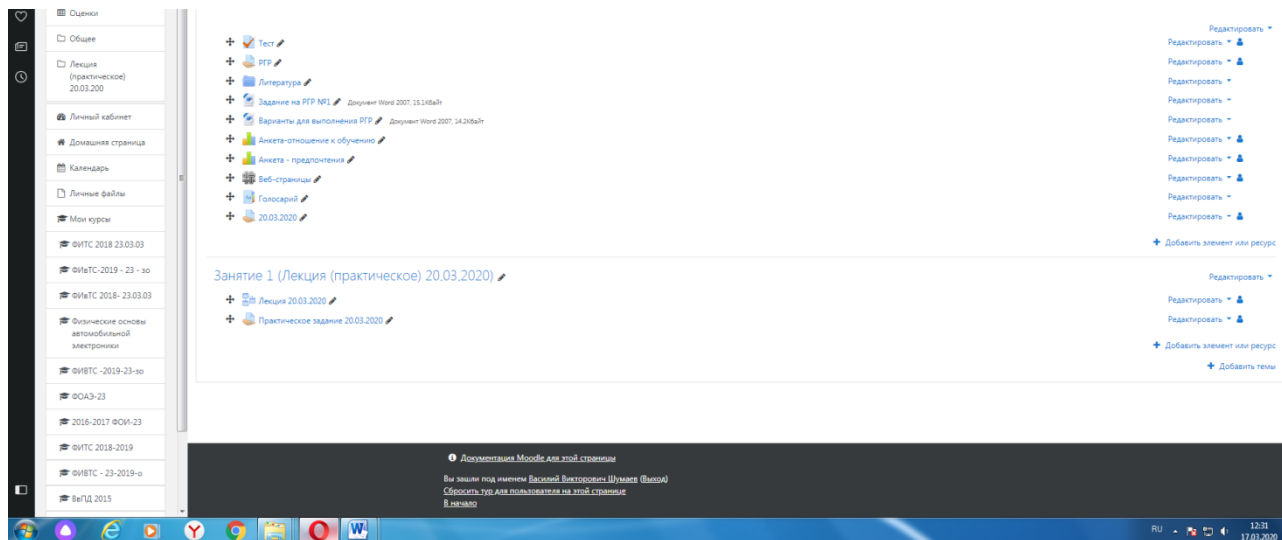 Оценки
Общее
Лекция
(практическое)
20.03.200
Личный кабинет
Домашняя страница
Календарь
Личные файлы
Мои курсы
ФИТС 2018 23.03.03
ФИвТС-2019 - 23 - зо
ФИвТС 2018- 23.03.03
Физические основы
автомобильной
электроники
ФИВТС -2019-23-зо
ФОАЭ-23
2016-2017 ФОИ-23
ФИТС 2018-2019
ФИВТС - 23-2019-о
ВвПД 2015
Редактировать
Тест Редактировать
РГР Редактировать
Литература Редактировать
Задание на РГР №1 Документ Word 2007, 15.1Кбайт Редактировать
Варианты для выполнения РГР Документ Word 2007, 14.2Кбайт Редактировать
Анкета-отношение к обучению Редактировать
Анкета - предпочтения Редактировать
Веб-страницы Редактировать
Голосарий Редактировать
20.03.2020 Редактировать
Добавить элемент или ресурс
Занятие 1 (Лекция (практическое) 20.03.2020) Редактировать
Лекция 20.03.2020 Редактировать
Практическое задание 20.03.2020 Редактировать
Добавить элемент или ресурс
Добавить темы
Документация Moodle для этой страницы
Вы зашли под именем Василий Викторович Шумаев (Выход)
Сбросить тур для пользователя на этой странице
В начало
RU 12:31
17.03.2020